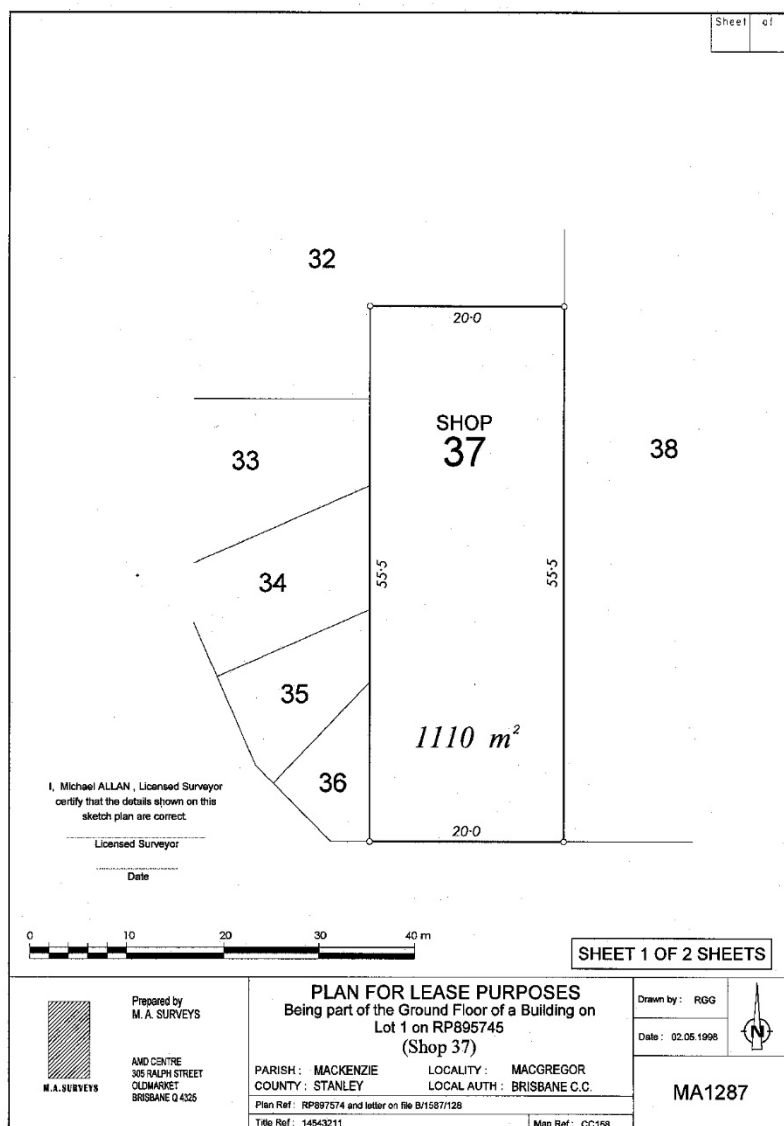 Sheet of
32
20·0
SHOP
37
33
38
34
55·5
55·5
35
1110 m²
36
20·0
I, Michael ALLAN , Licensed Surveyor
certify that the details shown on this
sketch plan are correct.
Licensed Surveyor
Date
0 10 20 30 40 m
SHEET 1 OF 2 SHEETS
M.A.SURVEYS
Prepared by
M. A. SURVEYS
AMD CENTRE
305 RALPH STREET
OLDMARKET
BRISBANE Q 4325
PLAN FOR LEASE PURPOSES
Being part of the Ground Floor of a Building on
Lot 1 on RP895745
(Shop 37)
PARISH : MACKENZIE LOCALITY : MACGREGOR
COUNTY : STANLEY LOCAL AUTH : BRISBANE C.C.
Plan Ref : RP897574 and letter on file B/1587/128
Title Ref : 14543211 Map Ref : CC168
Drawn by : RGG
Date : 02.05.1998
N
MA1287